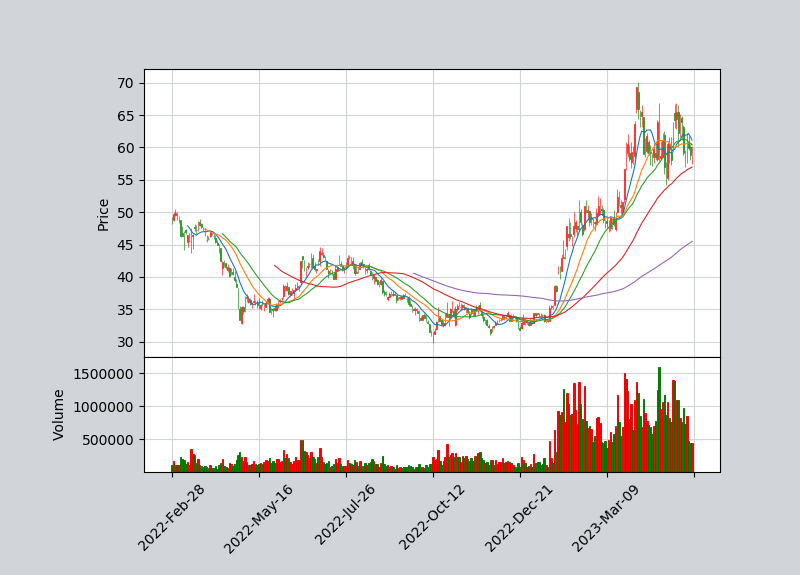 70
65
60
55
50
45
40
35
30
Price
1500000
1000000
500000
Volume
2022-Feb-28
2022-May-16
2022-Jul-26
2022-Oct-12
2022-Dec-21
2023-Mar-09